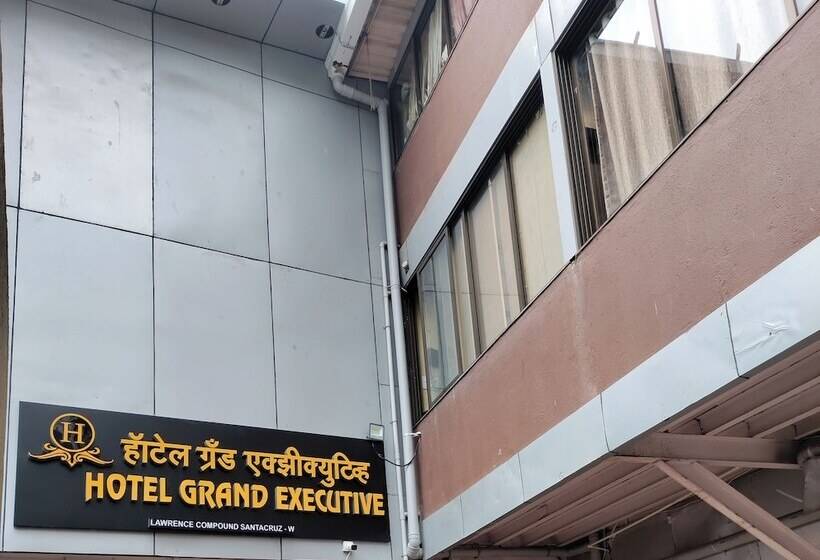 H
हॅाटेल ग्रँड एक्झीक्युटिव्ह
HOTEL GRAND EXECUTIVE
LAWRENCE COMPOUND SANTACRUZ - W